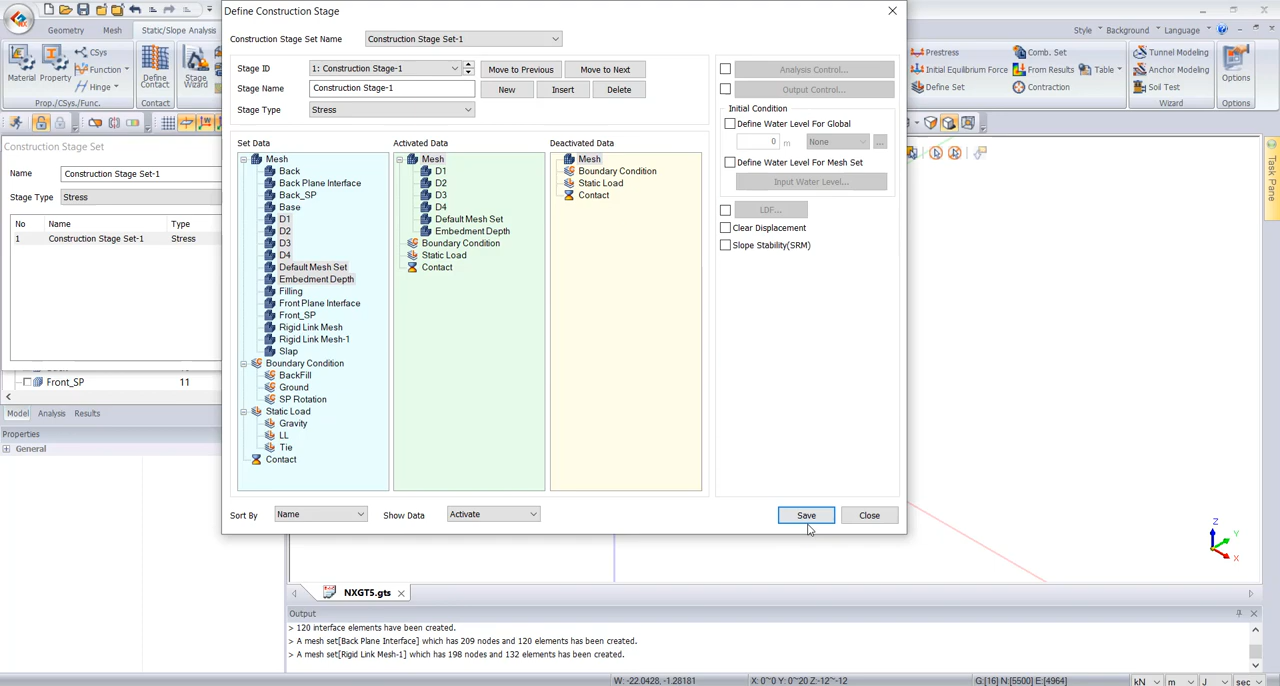 Define Construction Stage
Geometry Mesh Static/Slope Analysis
Style Background Language
Construction Stage Set Name Construction Stage Set-1
Material Property CSys Function Hinge Define Contact Stage Wizard
Prop./CSys./Func. Contact
Prestress Comb. Set Tunnel Modeling
Initial Equilibrium Force From Results Table Anchor Modeling Options
Define Set Contraction Soil Test
Wizard Options
Stage ID 1: Construction Stage-1 Move to Previous Move to Next
Stage Name Construction Stage-1 New Insert Delete
Stage Type Stress
Analysis Control...
Output Control...
Initial Condition
Define Water Level For Global
0 m None ...
Define Water Level For Mesh Set
Input Water Level...
LDF...
Clear Displacement
Slope Stability(SRM)
Construction Stage Set
Name Construction Stage Set-1
Stage Type Stress
No Name Type
1 Construction Stage Set-1 Stress
Set Data
Mesh
Back
Back Plane Interface
Back_SP
Base
D1
D2
D3
D4
Default Mesh Set
Embedment Depth
Filling
Front Plane Interface
Front_SP
Rigid Link Mesh
Rigid Link Mesh-1
Slap
Boundary Condition
BackFill
Ground
SP Rotation
Static Load
Gravity
LL
Tie
Contact
Activated Data
Mesh
D1
D2
D3
D4
Default Mesh Set
Embedment Depth
Boundary Condition
Static Load
Contact
Deactivated Data
Mesh
Boundary Condition
Static Load
Contact
Sort By Name Show Data Activate Save Close
Front_SP 11
Model Analysis Results
Properties
General
Task Pane
Z
Y
X
NXGT5.gts
Output
> 120 interface elements have been created.
> A mesh set[Back Plane Interface] which has 209 nodes and 120 elements has been created.
> A mesh set[Rigid Link Mesh-1] which has 198 nodes and 132 elements has been created.
W: -22.0428, -1.28181 X: 0~0 Y: 0~20 Z:-12~-12 G:[16] N:[5500] E:[4964] kN m J sec